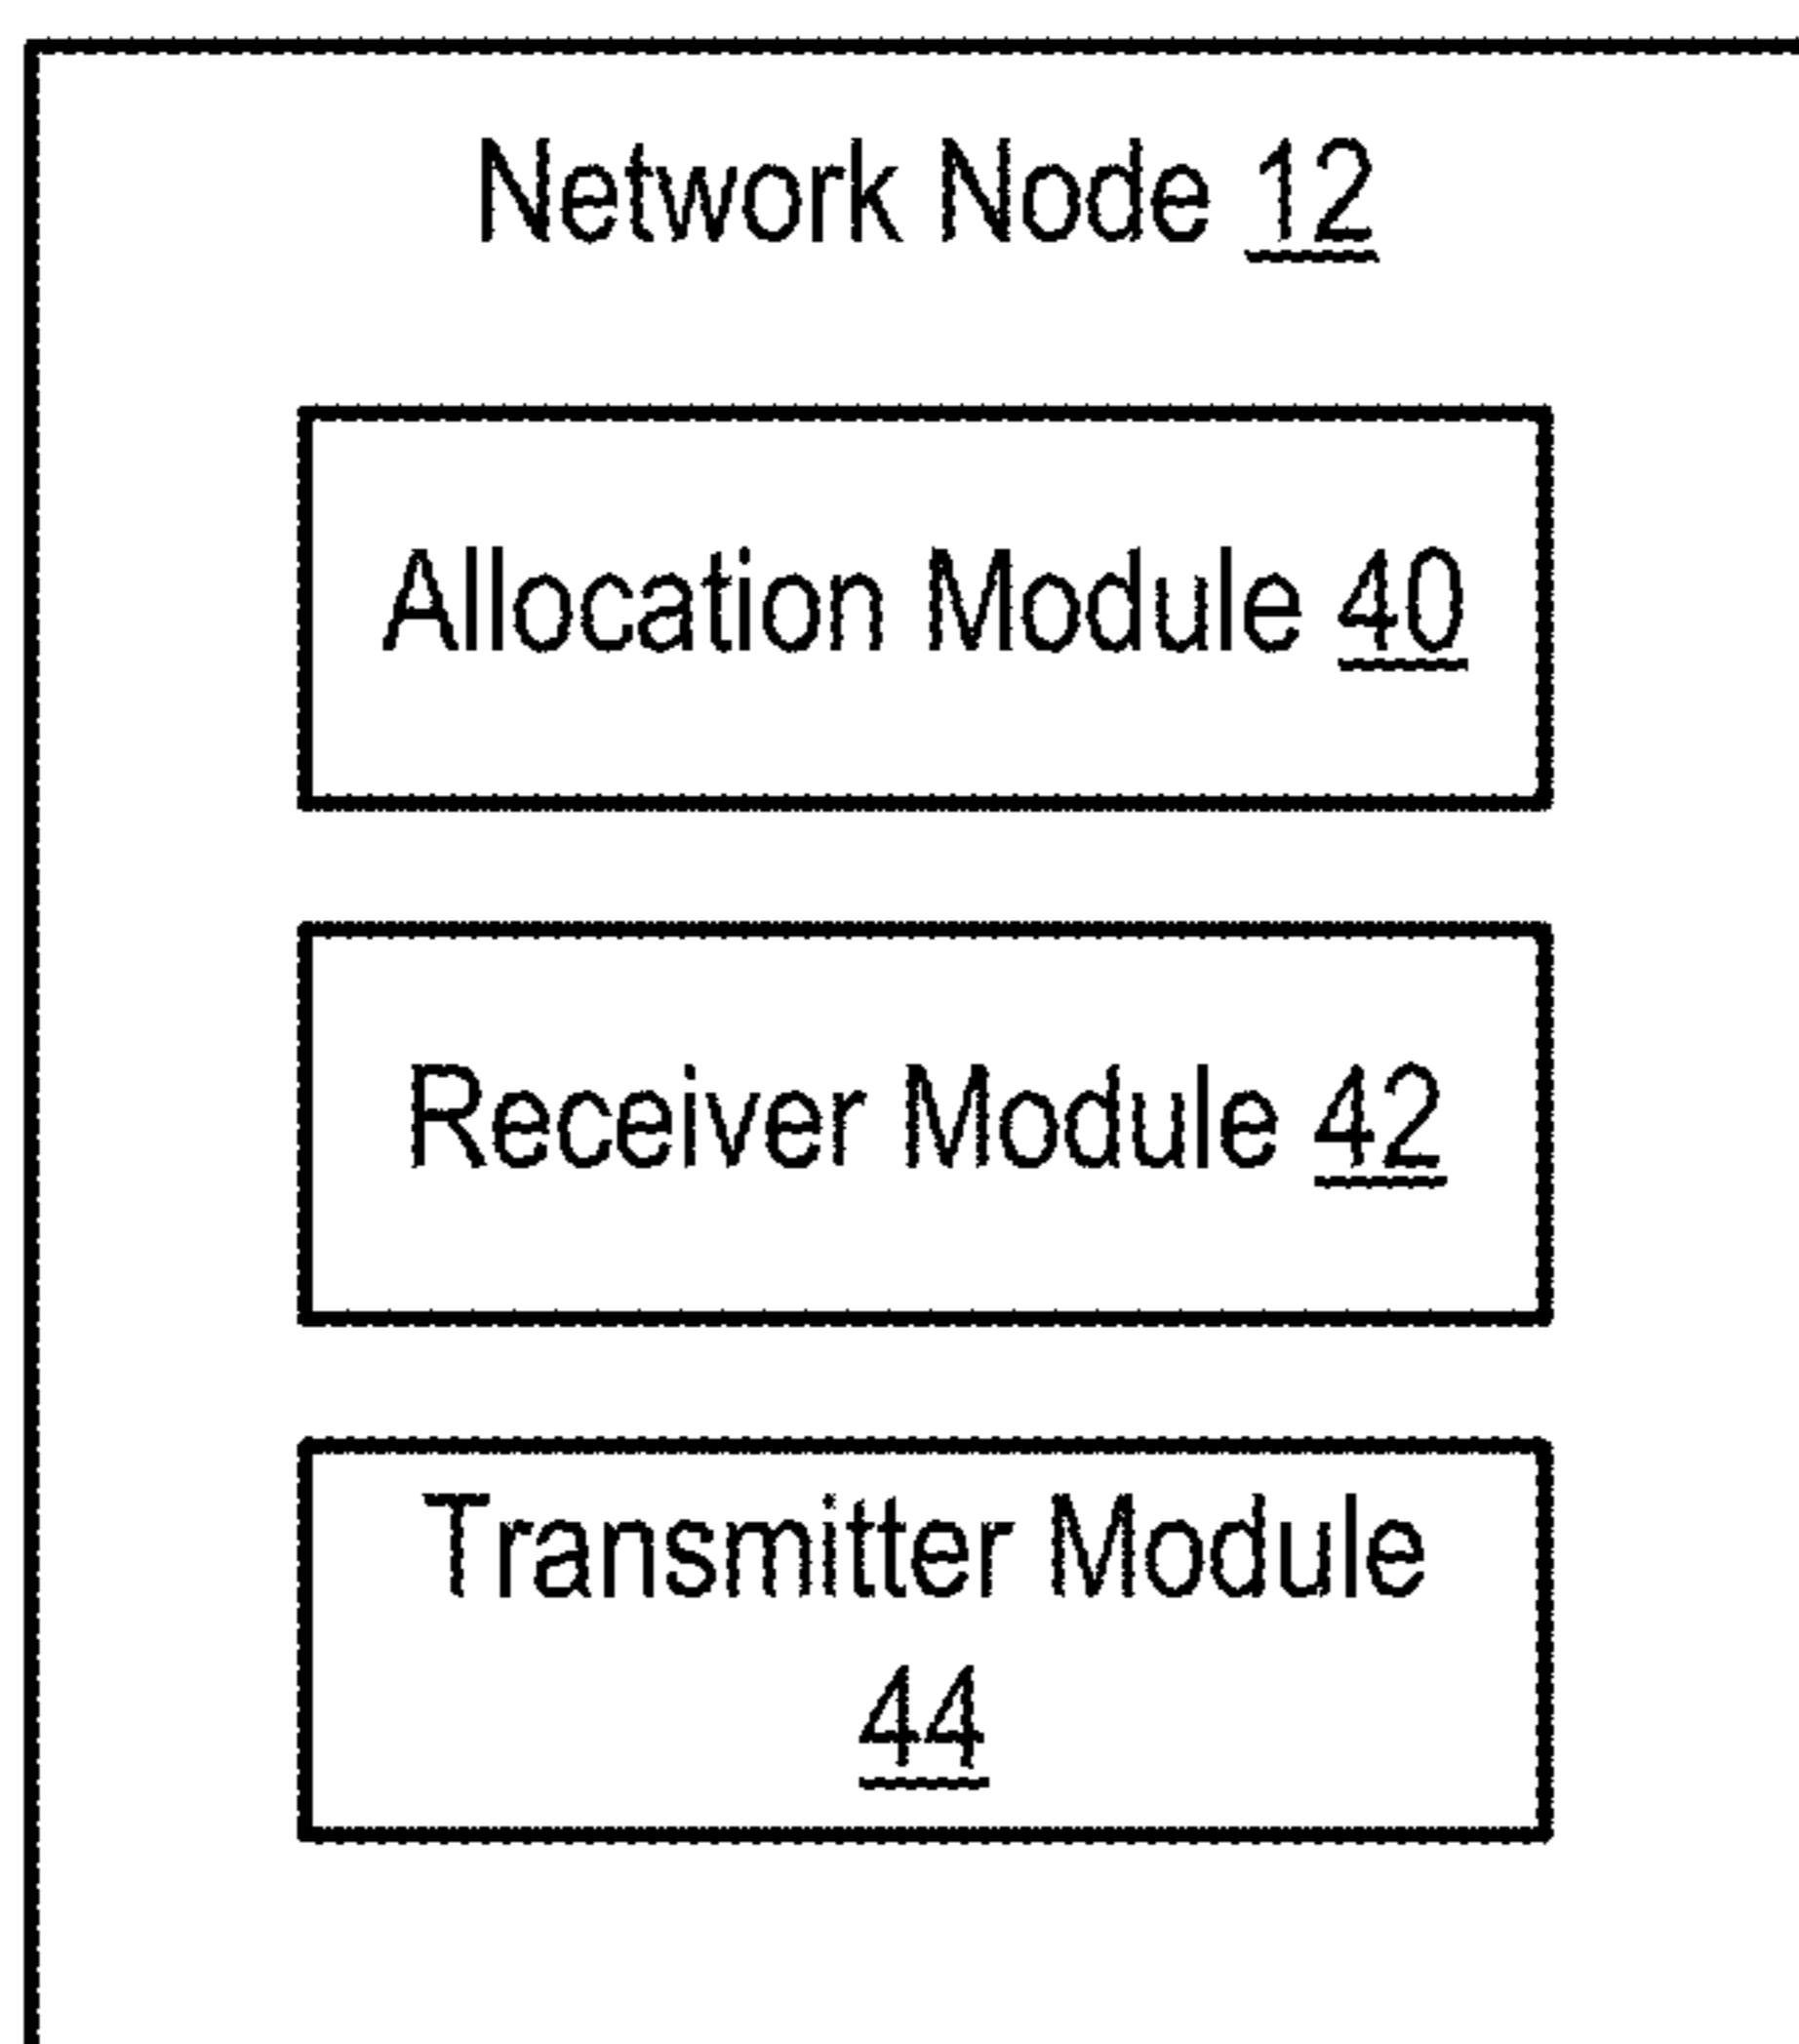 Network Node 12
Allocation Module 40
Receiver Module 42
Transmitter Module
44